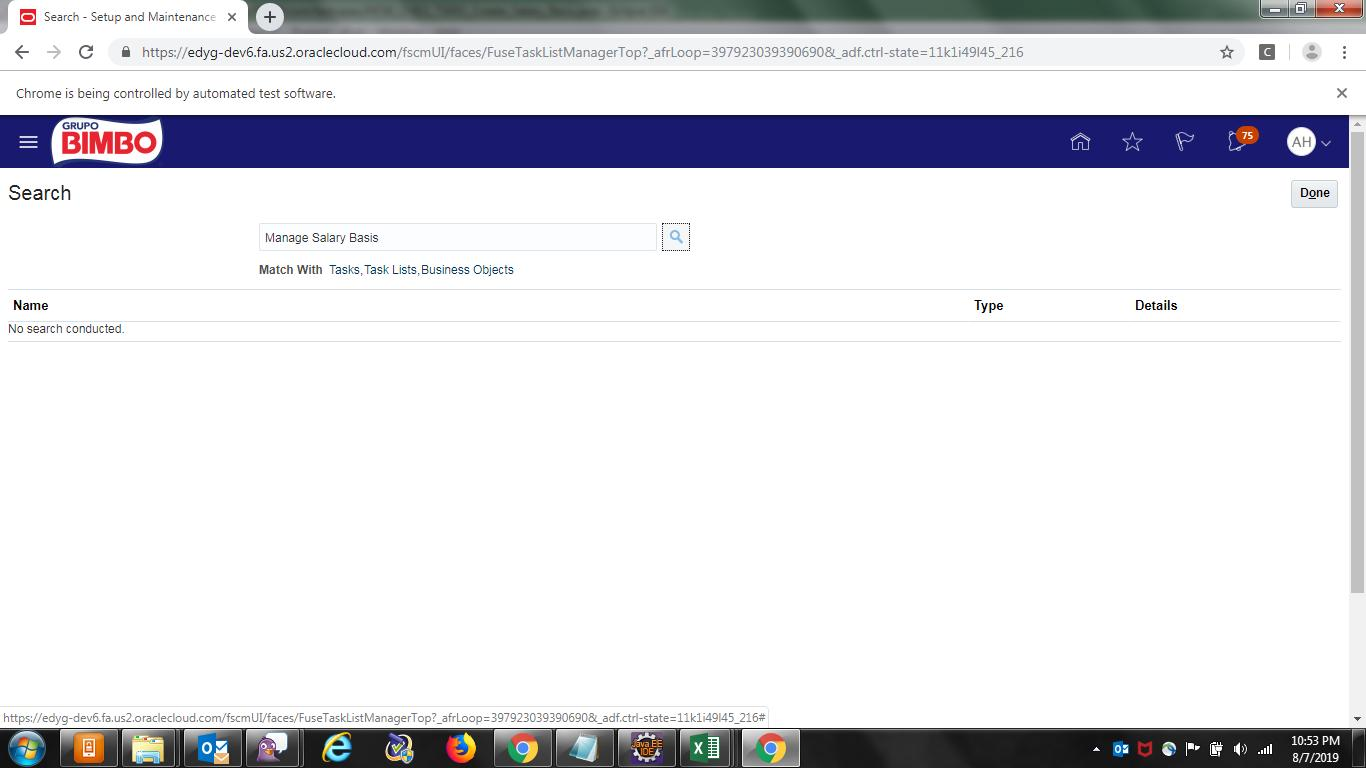 Search - Setup and Maintenance
https://edyg-dev6.fa.us2.oraclecloud.com/fscmUI/faces/FuseTaskListManagerTop?_afrLoop=397923039390690&_adf.ctrl-state=11k1i49l45_216
C
Chrome is being controlled by automated test software.
GRUPO
BIMBO
75
AH
Search
Done
Manage Salary Basis
Match With Tasks,Task Lists,Business Objects
Name Type Details
No search conducted.
https://edyg-dev6.fa.us2.oraclecloud.com/fscmUI/faces/FuseTaskListManagerTop?_afrLoop=397923039390690&_adf.ctrl-state=11k1i49l45_216#
Java EE
IDE
10:53 PM
8/7/2019